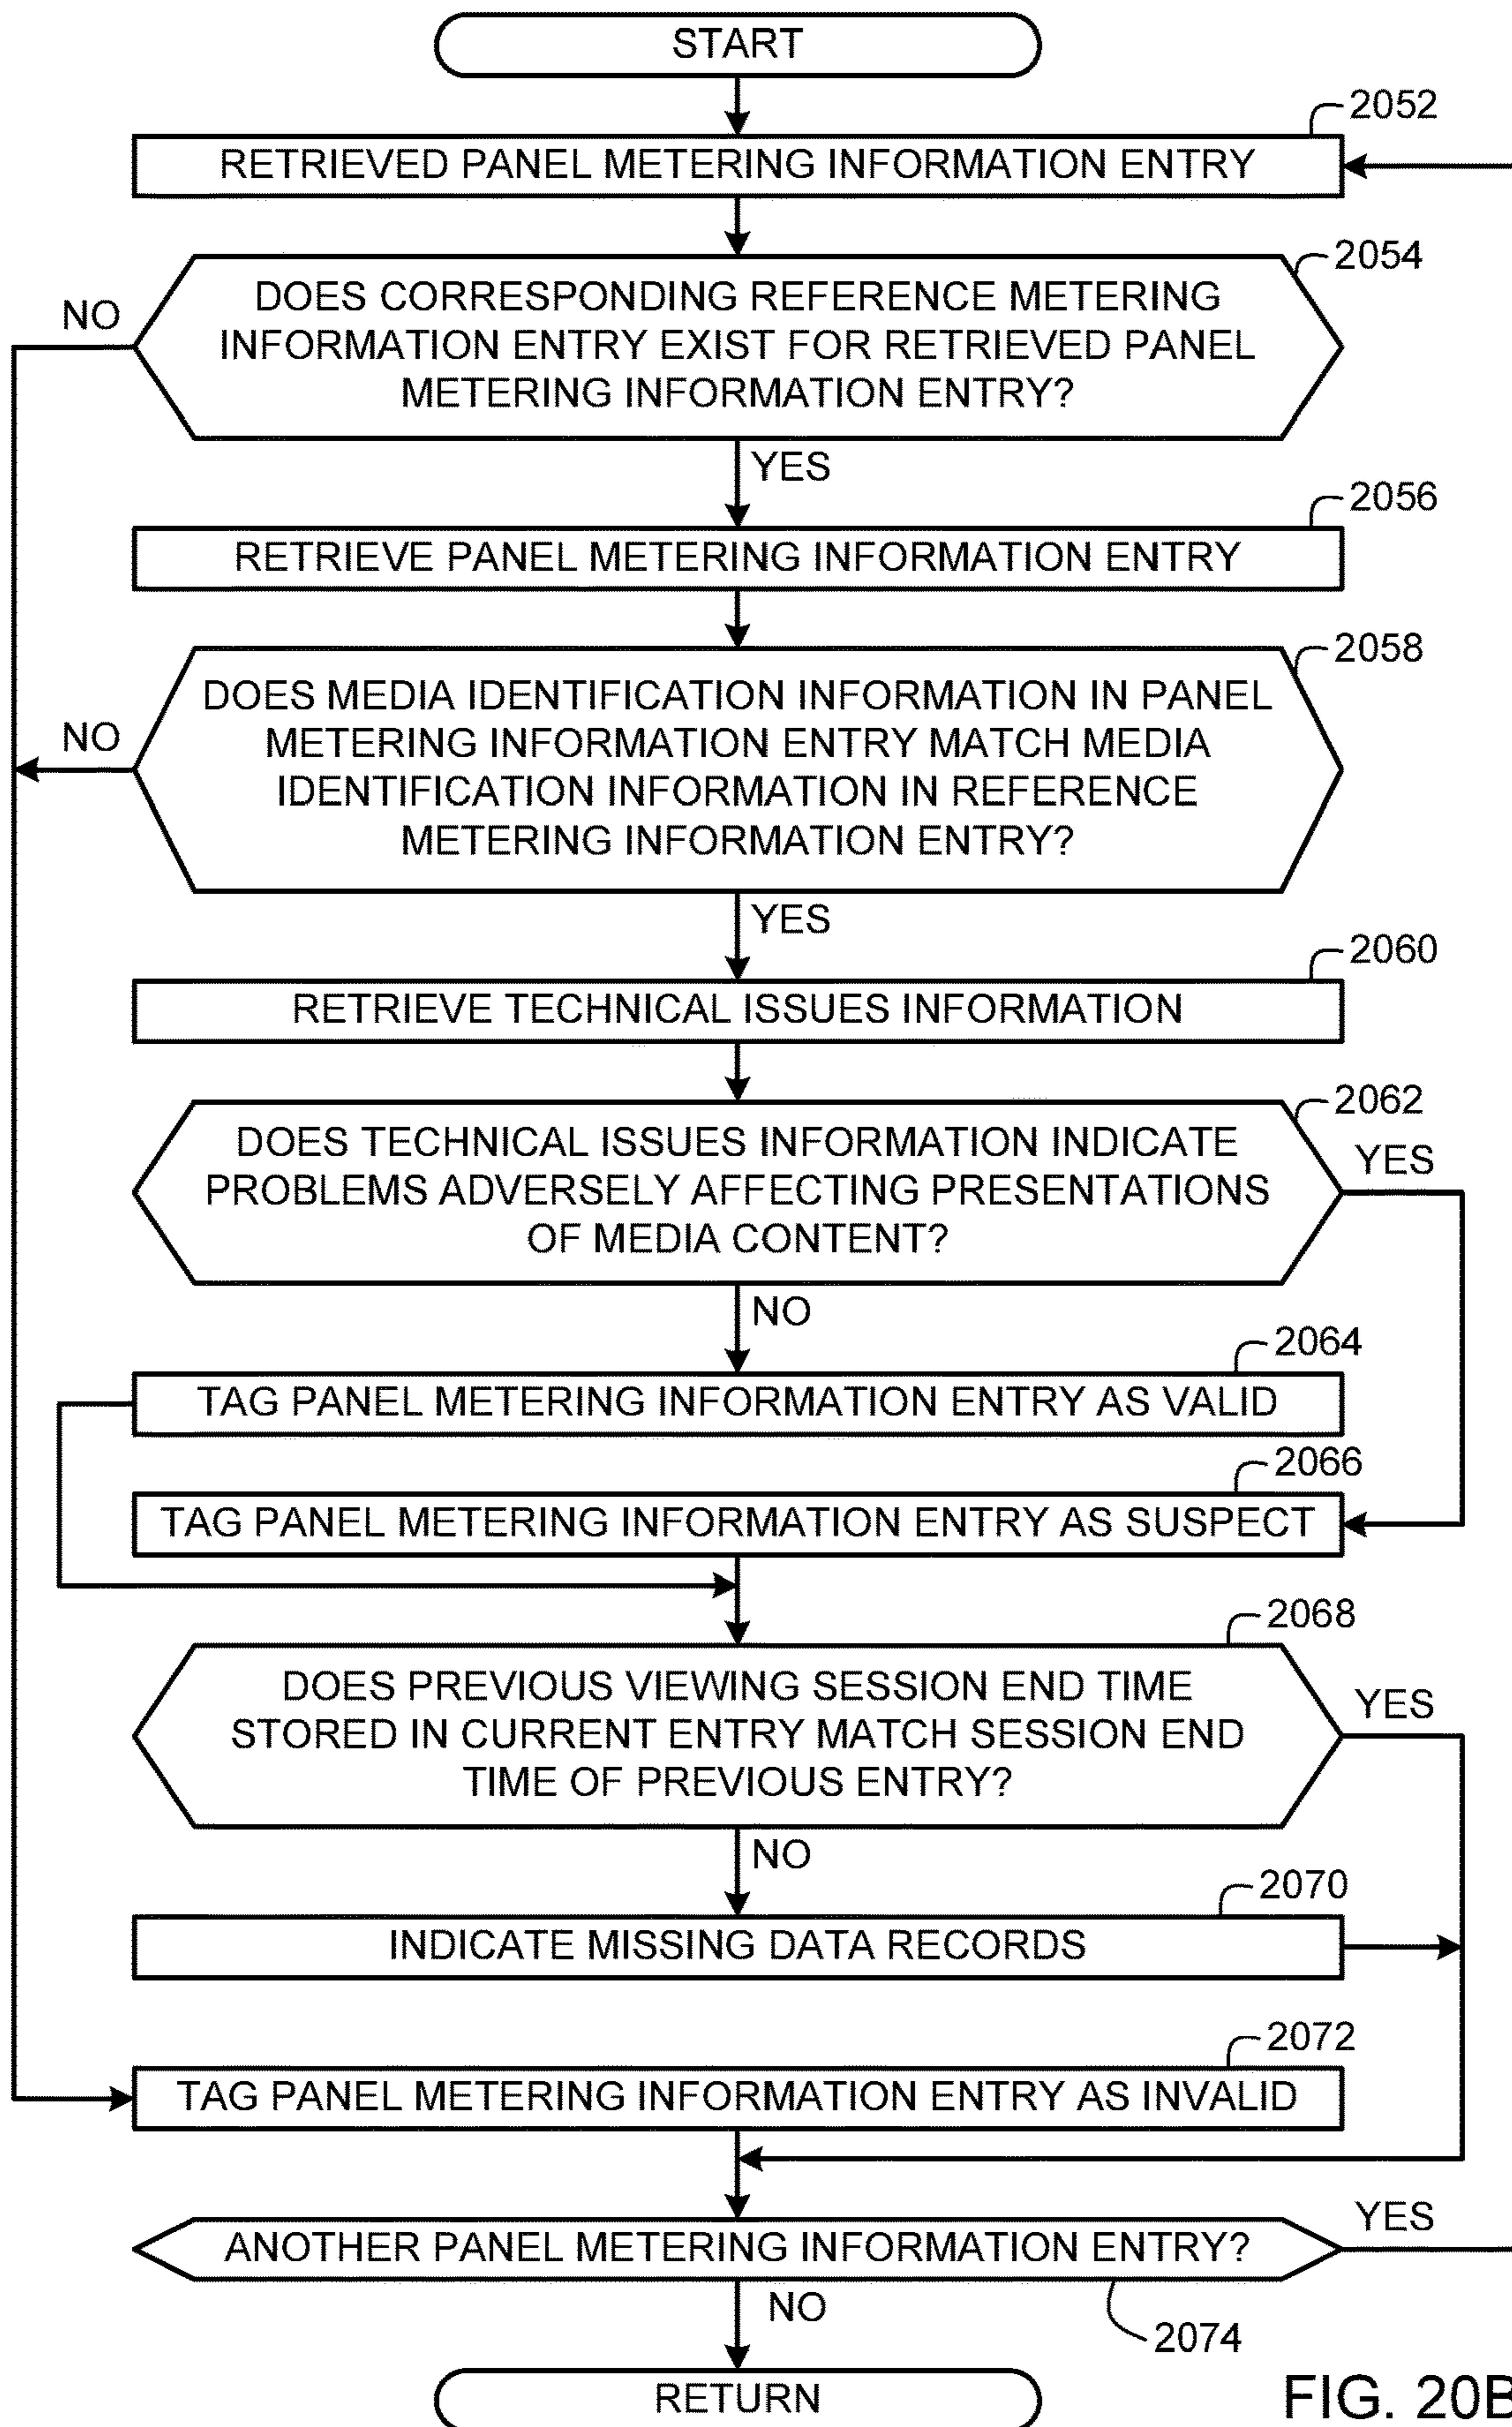 START
2052
RETRIEVED PANEL METERING INFORMATION ENTRY
2054
NO
DOES CORRESPONDING REFERENCE METERING
INFORMATION ENTRY EXIST FOR RETRIEVED PANEL
METERING INFORMATION ENTRY?
YES
2056
RETRIEVE PANEL METERING INFORMATION ENTRY
2058
NO
DOES MEDIA IDENTIFICATION INFORMATION IN PANEL
METERING INFORMATION ENTRY MATCH MEDIA
IDENTIFICATION INFORMATION IN REFERENCE
METERING INFORMATION ENTRY?
YES
2060
RETRIEVE TECHNICAL ISSUES INFORMATION
2062
DOES TECHNICAL ISSUES INFORMATION INDICATE
PROBLEMS ADVERSELY AFFECTING PRESENTATIONS
OF MEDIA CONTENT?
YES
NO
2064
TAG PANEL METERING INFORMATION ENTRY AS VALID
2066
TAG PANEL METERING INFORMATION ENTRY AS SUSPECT
2068
DOES PREVIOUS VIEWING SESSION END TIME
STORED IN CURRENT ENTRY MATCH SESSION END
TIME OF PREVIOUS ENTRY?
YES
NO
2070
INDICATE MISSING DATA RECORDS
2072
TAG PANEL METERING INFORMATION ENTRY AS INVALID
ANOTHER PANEL METERING INFORMATION ENTRY?
YES
NO
2074
RETURN
FIG. 20B